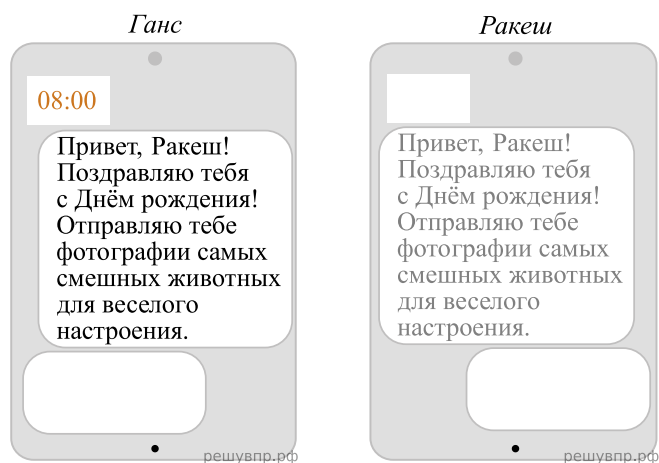 Ганс
08:00
Привет, Ракеш!
Поздравляю тебя
с Днём рождения!
Отправляю тебе
фотографии самых
смешных животных
для веселого
настроения.
решувпр.рф
Ракеш
Привет, Ракеш!
Поздравляю тебя
с Днём рождения!
Отправляю тебе
фотографии самых
смешных животных
для веселого
настроения.
решувпр.рф